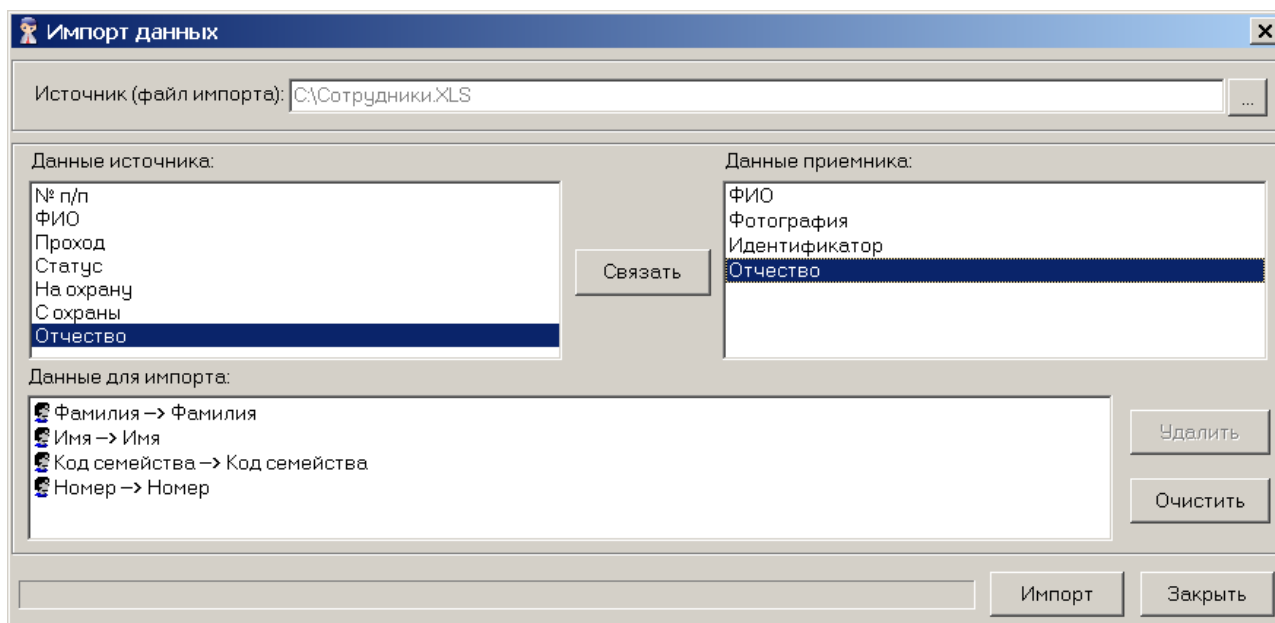 Импорт данных
Источник (файл импорта): C:\Сотрудники.XLS ...
Данные источника:
№ п/п
ФИО
Проход
Статус
На охрану
С охраны
Отчество
Связать
Данные приемника:
ФИО
Фотография
Идентификатор
Отчество
Данные для импорта:
Фамилия –> Фамилия
Имя –> Имя
Код семейства –> Код семейства
Номер –> Номер
Удалить
Очистить
Импорт
Закрыть